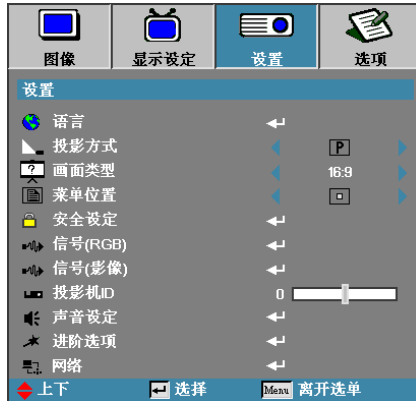 图像 显示设定 设置 选项
设置
语言
投影方式 P
画面类型 ? 16:9
菜单位置
安全设定
信号(RGB)
信号(影像)
投影机ID 0
声音设定
进阶选项
网络
上下 选择 Menu 离开选单